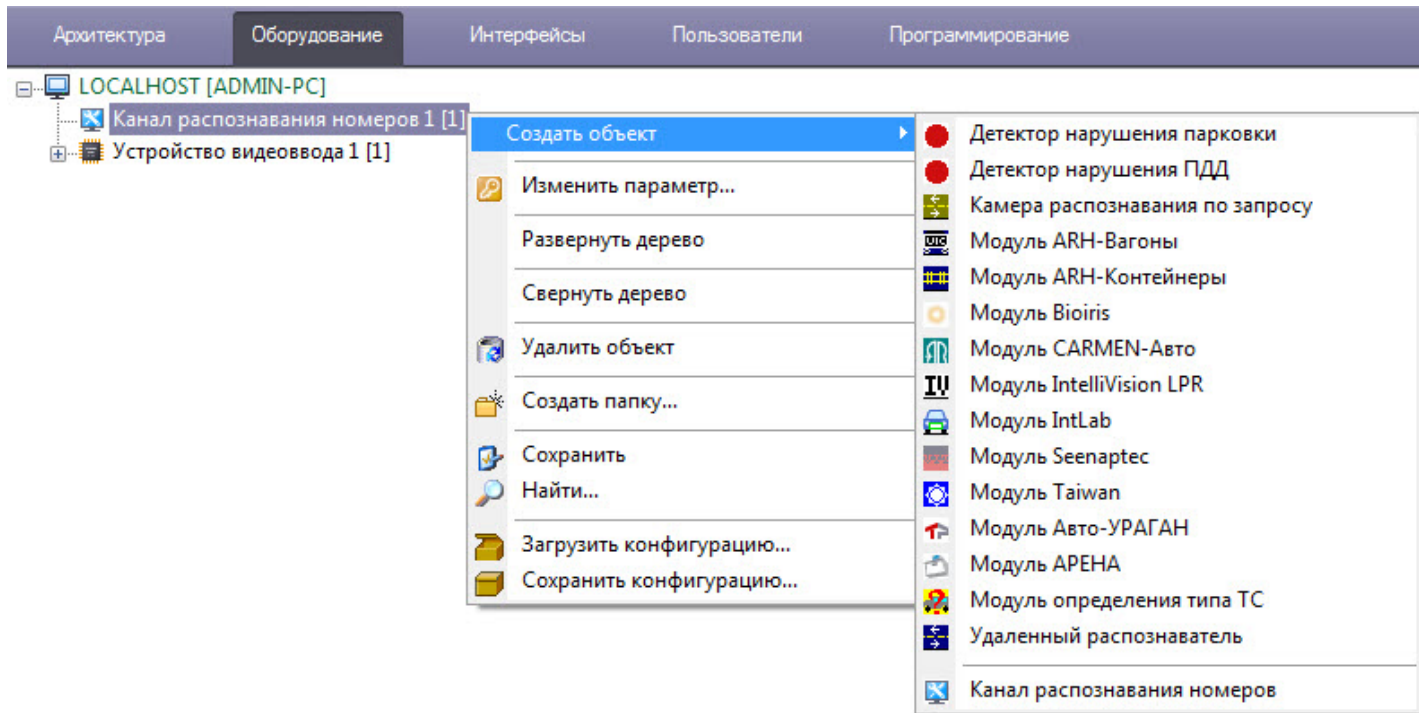 Архитектура
Оборудование
Интерфейсы
Пользователи
Программирование
LOCALHOST [ADMIN-PC]
Канал распознавания номеров 1 [1]
Устройство видеоввода 1 [1]
Создать объект
Изменить параметр...
Развернуть дерево
Свернуть дерево
Удалить объект
Создать папку...
Сохранить
Найти...
Загрузить конфигурацию...
Сохранить конфигурацию...
Детектор нарушения парковки
Детектор нарушения ПДД
Камера распознавания по запросу
Модуль ARH-Вагоны
Модуль ARH-Контейнеры
Модуль Bioiris
Модуль CARMEN-Авто
Модуль IntelliVision LPR
Модуль IntLab
Модуль Seenaptec
Модуль Taiwan
Модуль Авто-УРАГАН
Модуль АРЕНА
Модуль определения типа ТС
Удаленный распознаватель
Канал распознавания номеров